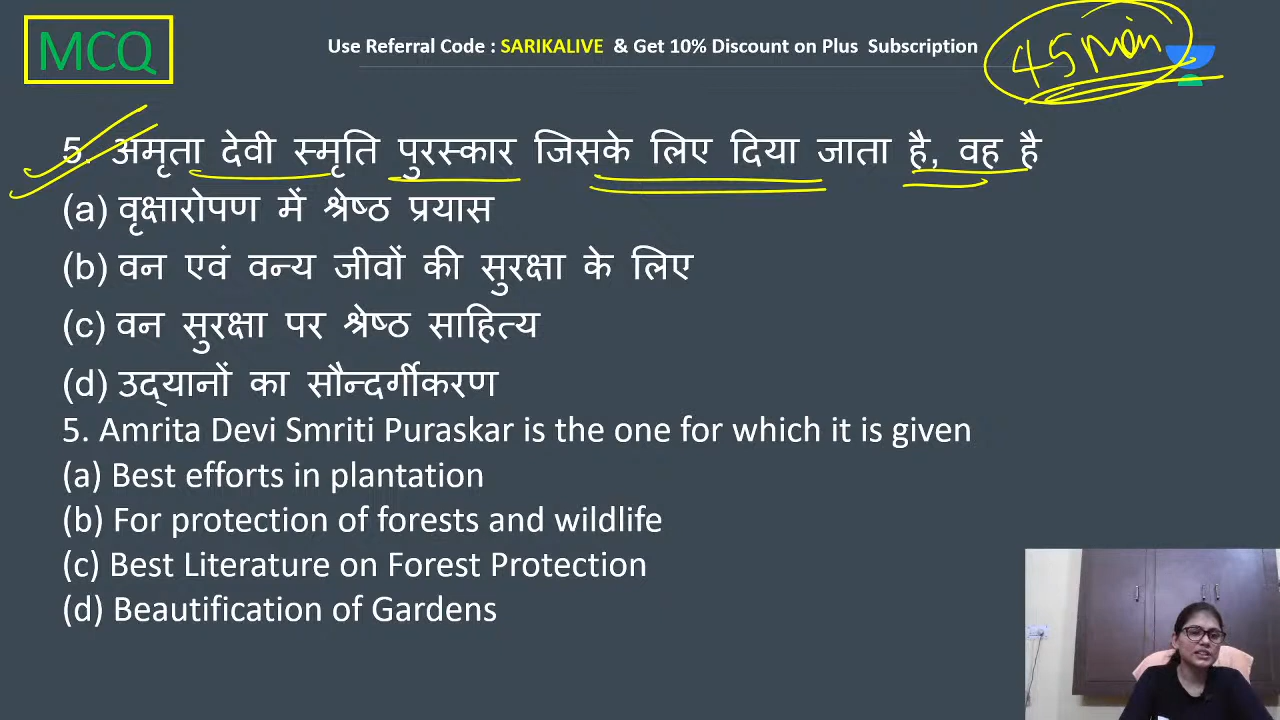 MCQ
Use Referral Code : SARIKALIVE & Get 10% Discount on Plus Subscription
45 min
5. अमृता देवी स्मृति पुरस्कार जिसके लिए दिया जाता है, वह है
(a) वृक्षारोपण में श्रेष्ठ प्रयास
(b) वन एवं वन्य जीवों की सुरक्षा के लिए
(c) वन सुरक्षा पर श्रेष्ठ साहित्य
(d) उद्‌यानों का सौन्दर्गीकरण
5. Amrita Devi Smriti Puraskar is the one for which it is given
(a) Best efforts in plantation
(b) For protection of forests and wildlife
(c) Best Literature on Forest Protection
(d) Beautification of Gardens